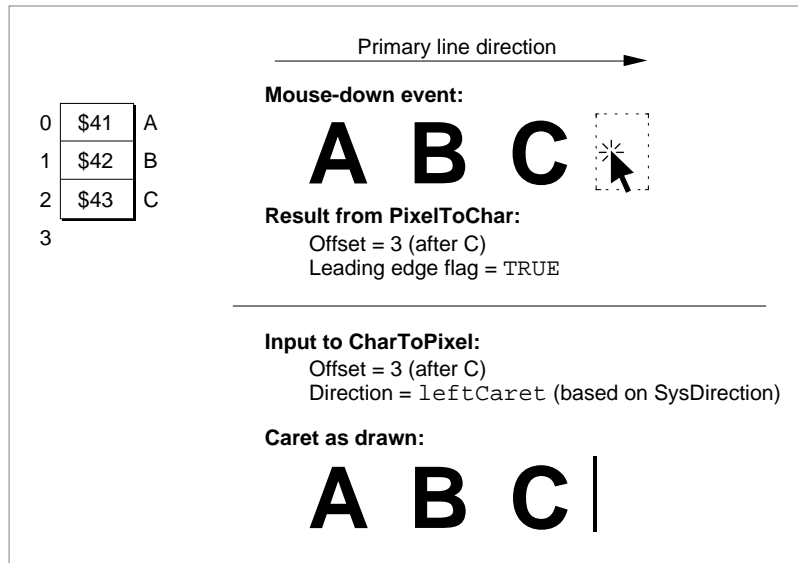 Primary line direction
Mouse-down event:
0 $41 A
1 $42 B
2 $43 C
3
A B C
Result from PixelToChar:
Offset = 3 (after C)
Leading edge flag = TRUE
Input to CharToPixel:
Offset = 3 (after C)
Direction = leftCaret (based on SysDirection)
Caret as drawn:
A B C